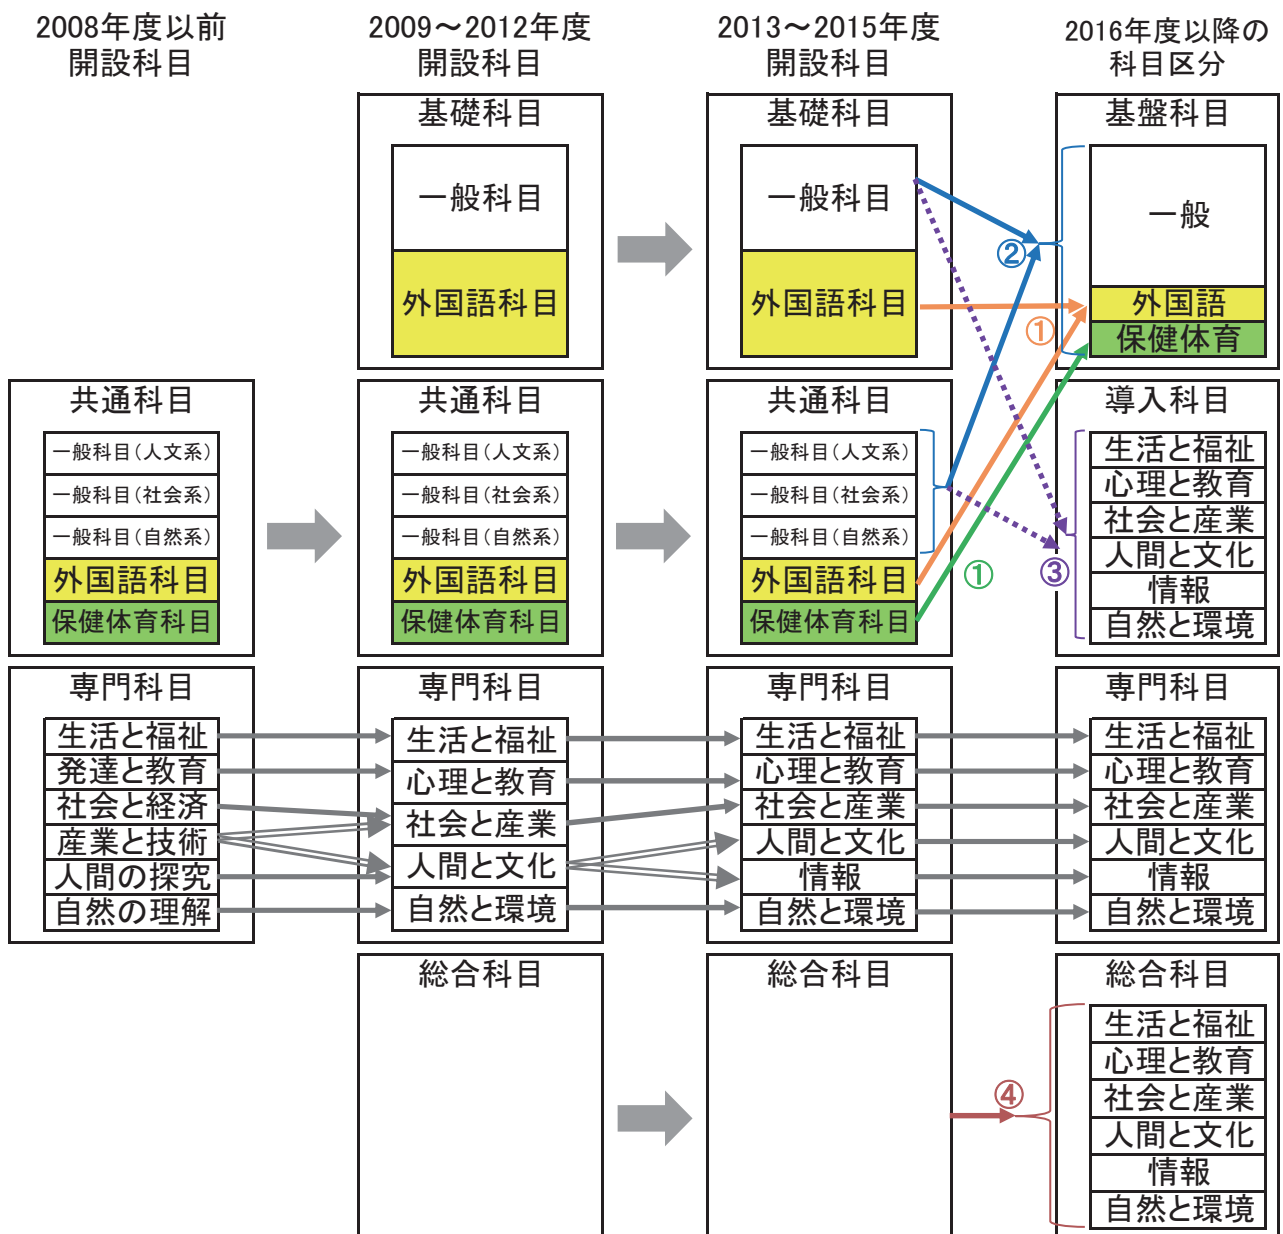 2008年度以前
開設科目
2009～2012年度
開設科目
2013～2015年度
開設科目
2016年度以降の
科目区分
基礎科目
一般科目
外国語科目
基礎科目
一般科目
外国語科目
基盤科目
一般
外国語
保健体育
②
①
共通科目
一般科目(人文系)
一般科目(社会系)
一般科目(自然系)
外国語科目
保健体育科目
共通科目
一般科目(人文系)
一般科目(社会系)
一般科目(自然系)
外国語科目
保健体育科目
共通科目
一般科目(人文系)
一般科目(社会系)
一般科目(自然系)
外国語科目
保健体育科目
①
③
導入科目
生活と福祉
心理と教育
社会と産業
人間と文化
情報
自然と環境
専門科目
生活と福祉
発達と教育
社会と経済
産業と技術
人間の探究
自然の理解
専門科目
生活と福祉
心理と教育
社会と産業
人間と文化
自然と環境
専門科目
生活と福祉
心理と教育
社会と産業
人間と文化
情報
自然と環境
専門科目
生活と福祉
心理と教育
社会と産業
人間と文化
情報
自然と環境
総合科目
総合科目
④
総合科目
生活と福祉
心理と教育
社会と産業
人間と文化
情報
自然と環境